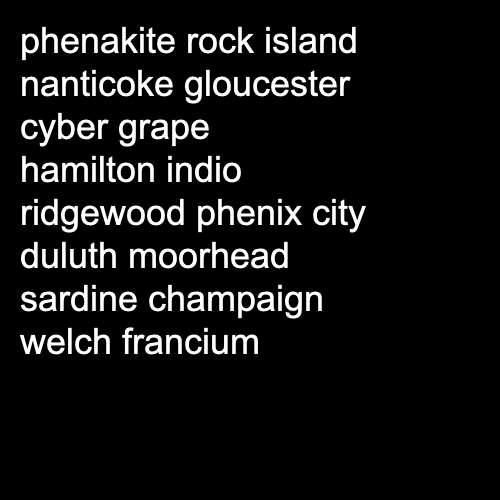 phenakite rock island
nanticoke gloucester
cyber grape
hamilton indio
ridgewood phenix city
duluth moorhead
sardine champaign
welch francium